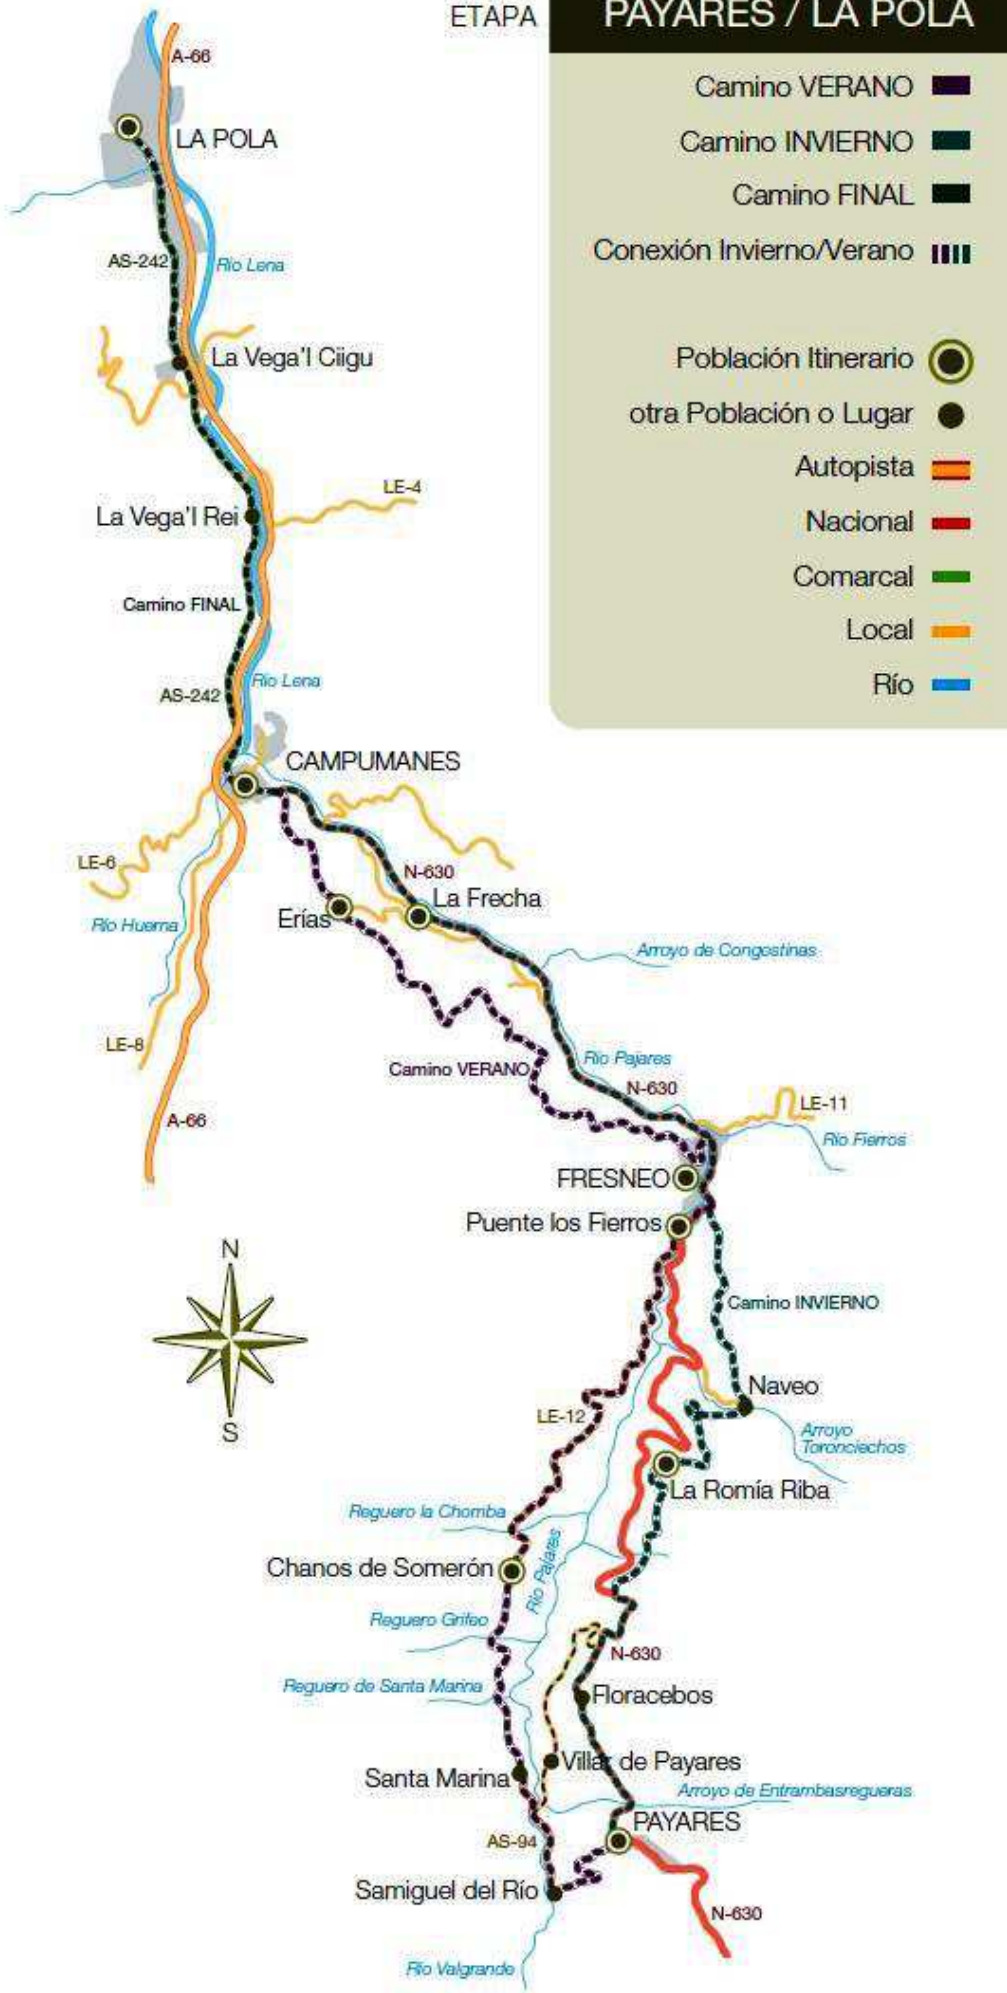 ETAPA
PAYARES / LA POLA
Camino VERANO
Camino INVIERNO
Camino FINAL
Conexión Invierno/Verano
Población Itinerario
otra Población o Lugar
Autopista
Nacional
Comarcal
Local
Río
A-66
LA POLA
AS-242
Río Lena
La Vega'l Ciigu
LE-4
La Vega'l Rei
Camino FINAL
Río Lena
AS-242
CAMPUMANES
LE-6
N-630
La Frecha
Erías
Río Huerna
Arroyo de Congostinas
LE-8
Río Pajares
Camino VERANO
N-630
LE-11
A-66
Río Fierros
FRESNEO
Puente los Fierros
N
Camino INVIERNO
Naveo
LE-12
S
Arroyo
Toronciechos
La Romía Riba
Reguero la Chomba
Chanos de Somerón
Río Pajares
Reguero Grifeo
N-630
Reguero de Santa Marina
Floracebos
Villar de Payares
Santa Marina
Arroyo de Entrambasregueras
PAYARES
AS-94
Samiguel del Río
N-630
Río Valgrande